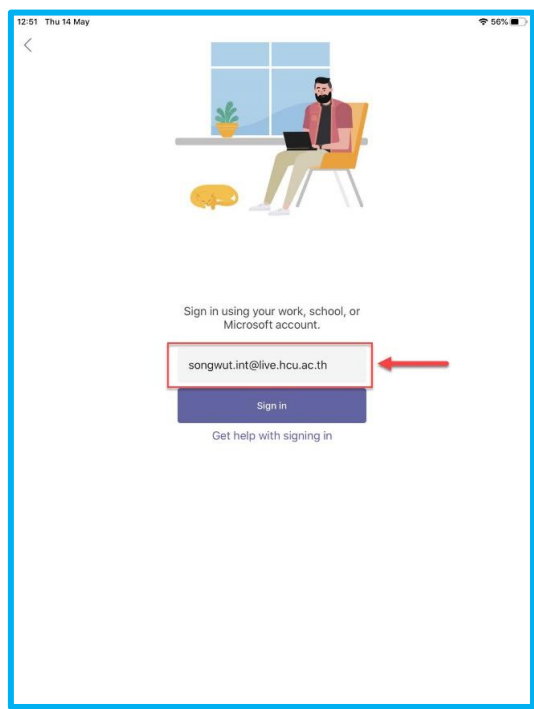 12:51 Thu 14 May
56%
Sign in using your work, school, or
Microsoft account.
songwut.int@live.hcu.ac.th
Sign in
Get help with signing in